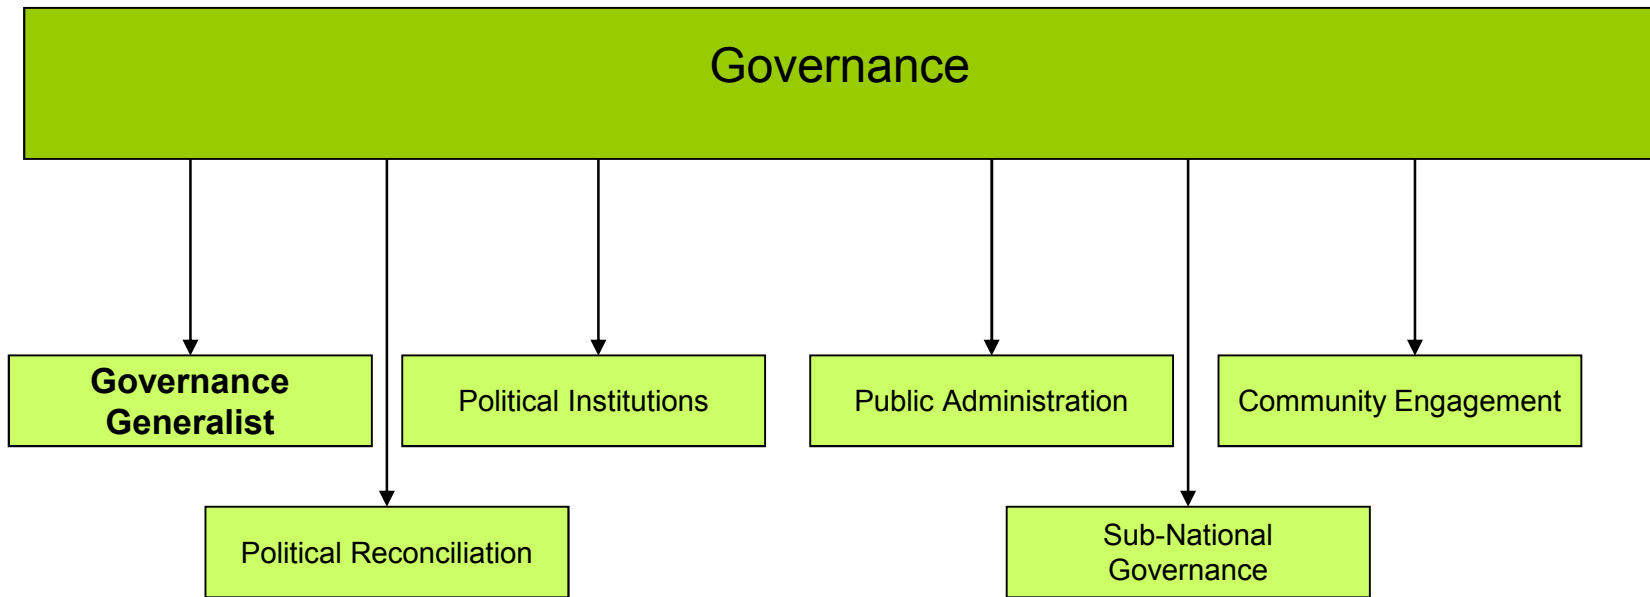 Governance
Governance
Generalist
Political Institutions
Public Administration
Community Engagement
Political Reconciliation
Sub-National
Governance